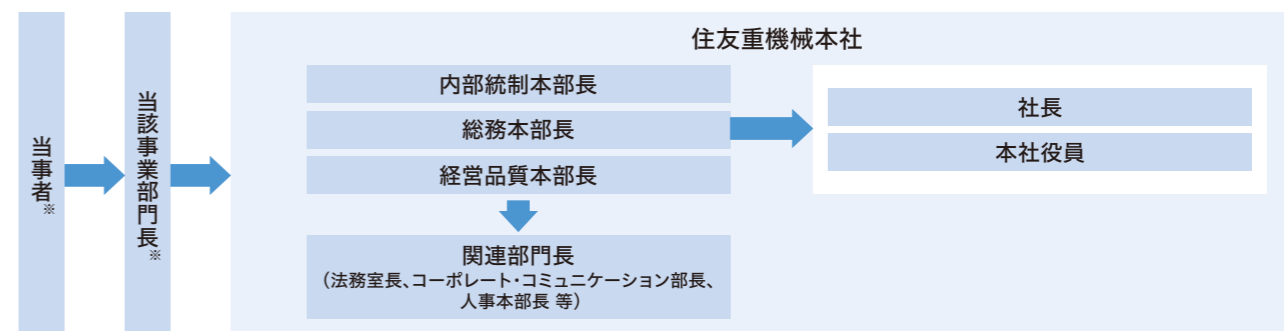 当事者※
当該事業部門長※
住友重機械本社
内部統制本部長
総務本部長
経営品質本部長
関連部門長
（法務室長、コーポレート・コミュニケーション部長、
人事本部長 等）
社長
本社役員